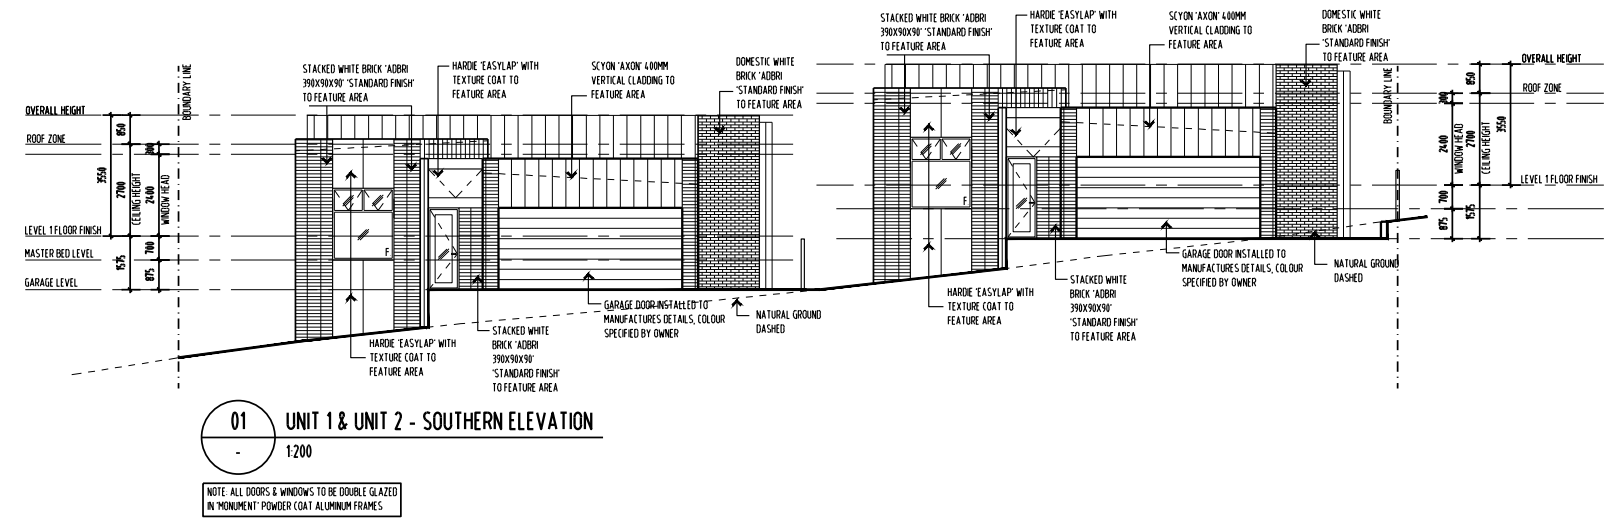 STACKED WHITE BRICK 'ADBRI
390X90X90' 'STANDARD FINISH'
TO FEATURE AREA
HARDIE 'EASYLAP' WITH
TEXTURE COAT TO
FEATURE AREA
SCYON 'AXON' 400MM
VERTICAL CLADDING TO
FEATURE AREA
DOMESTIC WHITE
BRICK 'ADBRI
'STANDARD FINISH'
TO FEATURE AREA
BOUNDARY LINE
OVERALL HEIGHT
ROOF ZONE
LEVEL 1 FLOOR FINISH
MASTER BED LEVEL
GARAGE LEVEL
3550
850
2700
CEILING HEIGHT
1575
300
2400
WINDOW HEAD
700
875
F
HARDIE 'EASYLAP' WITH
TEXTURE COAT TO
FEATURE AREA
STACKED WHITE
BRICK 'ADBRI
390X90X90'
'STANDARD FINISH'
TO FEATURE AREA
GARAGE DOOR INSTALLED TO
MANUFACTURES DETAILS, COLOUR
SPECIFIED BY OWNER
NATURAL GROUND
DASHED
STACKED WHITE BRICK 'ADBRI
390X90X90' 'STANDARD FINISH'
TO FEATURE AREA
HARDIE 'EASYLAP' WITH
TEXTURE COAT TO
FEATURE AREA
SCYON 'AXON' 400MM
VERTICAL CLADDING TO
FEATURE AREA
DOMESTIC WHITE
BRICK 'ADBRI
'STANDARD FINISH'
TO FEATURE AREA
BOUNDARY LINE
OVERALL HEIGHT
ROOF ZONE
LEVEL 1 FLOOR FINISH
300
2400
WINDOW HEAD
700
875
850
2700
CEILING HEIGHT
1575
3550
F
HARDIE 'EASYLAP' WITH
TEXTURE COAT TO
FEATURE AREA
STACKED WHITE
BRICK 'ADBRI
390X90X90'
'STANDARD FINISH'
TO FEATURE AREA
GARAGE DOOR INSTALLED TO
MANUFACTURES DETAILS, COLOUR
SPECIFIED BY OWNER
NATURAL GROUND
DASHED
01
-
UNIT 1 & UNIT 2 - SOUTHERN ELEVATION
1:200
NOTE: ALL DOORS & WINDOWS TO BE DOUBLE GLAZED
IN 'MONUMENT' POWDER COAT ALUMINUM FRAMES